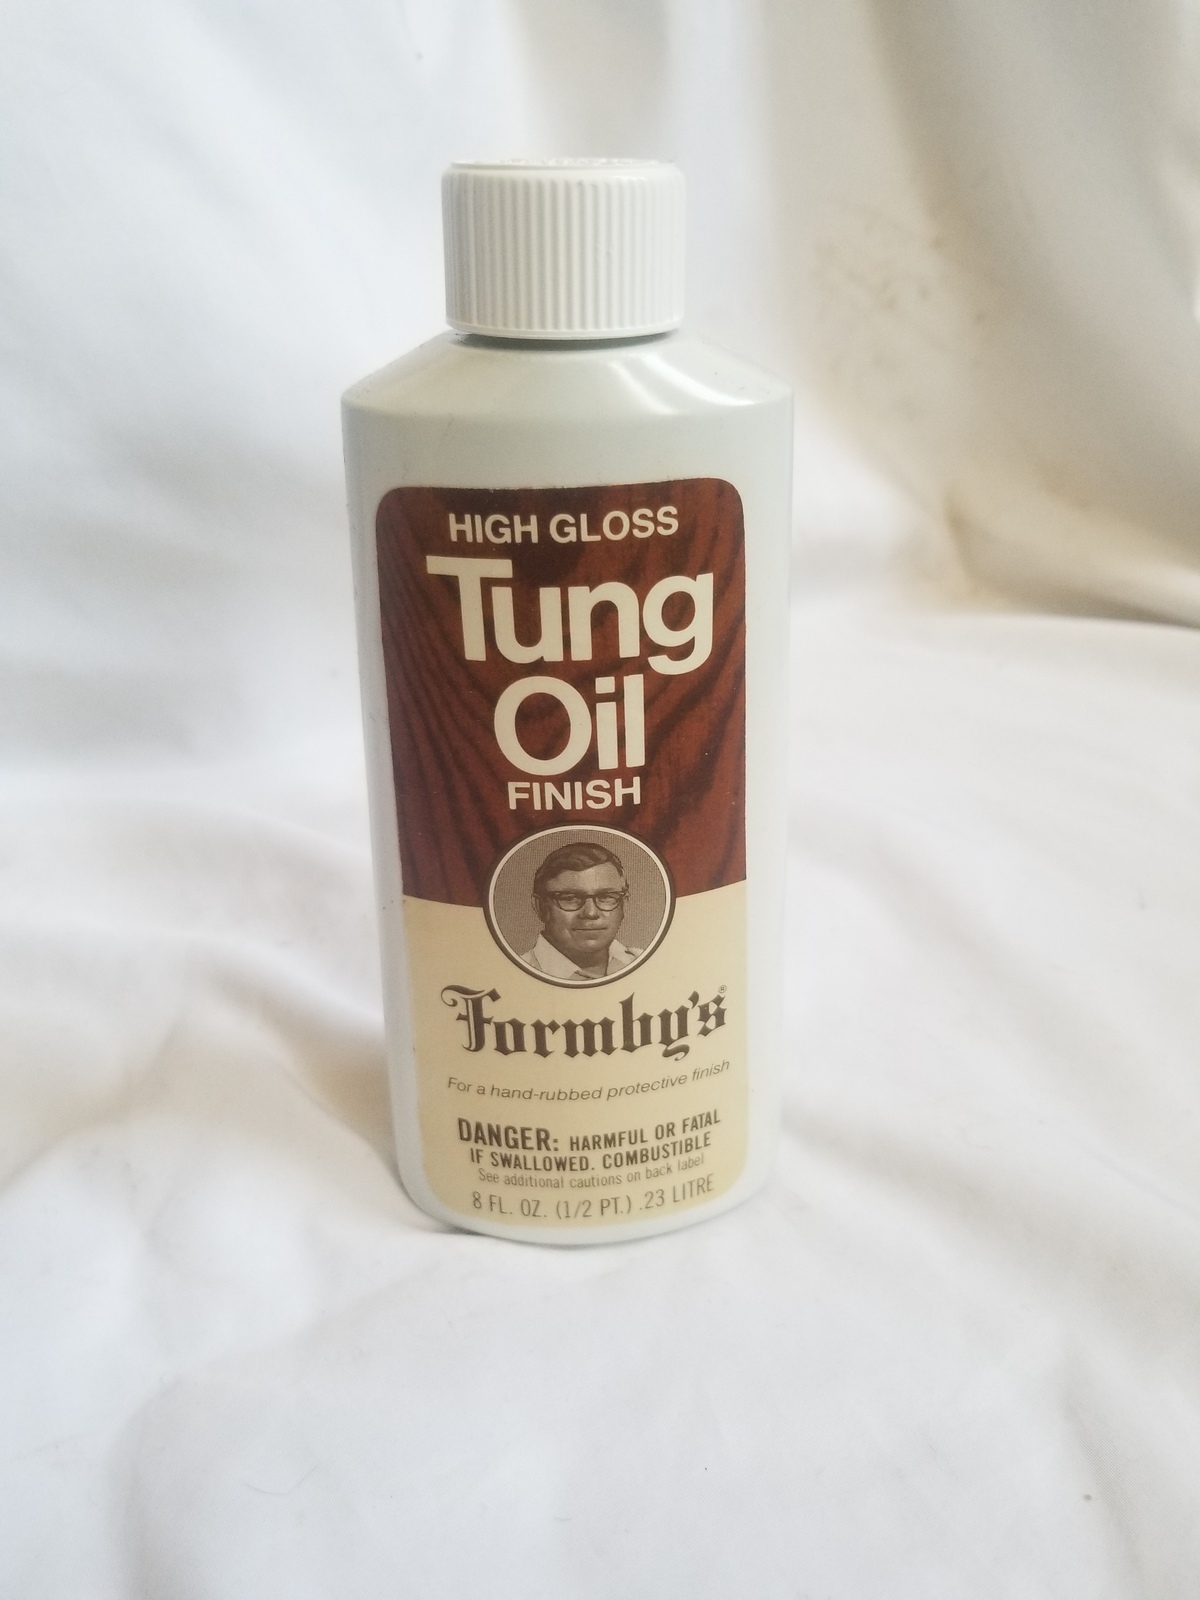 HIGH GLOSS
Tung
Oil
FINISH
Formby's®
For a hand-rubbed protective finish
DANGER: HARMFUL OR FATAL
IF SWALLOWED. COMBUSTIBLE
See additional cautions on back label
8 FL. OZ. (1/2 PT.) .23 LITRE